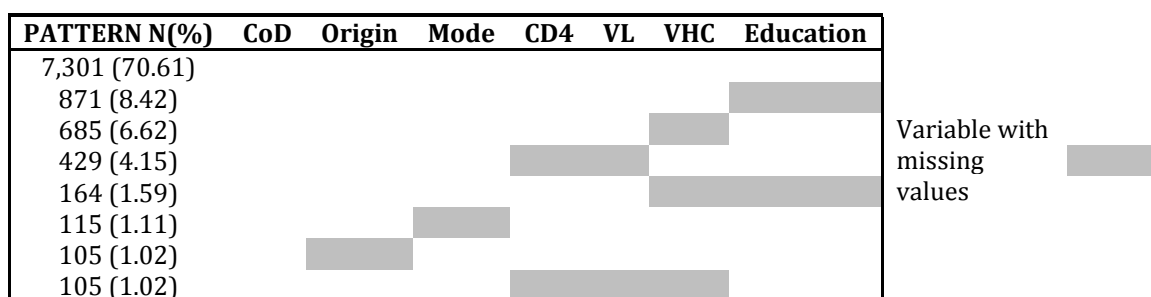 PATTERN N(%) CoD Origin Mode CD4 VL VHC Education
7,301 (70.61)
871 (8.42)
685 (6.62)
429 (4.15)
164 (1.59)
115 (1.11)
105 (1.02)
105 (1.02)
Variable with
missing
values